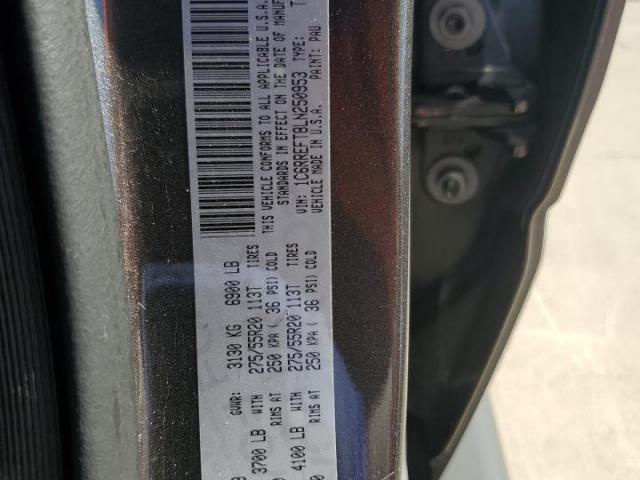 GVWR: 3130 KG 6900 LB
3700 LB WITH 275/55R20 113T TIRES
RIMS AT 250 KPA ( 36 PSI) COLD
4100 LB WITH 275/55R20 113T TIRES
RIMS AT 250 KPA ( 36 PSI) COLD
THIS VEHICLE CONFORMS TO ALL APPLICABLE U.S.A.
STANDARDS IN EFFECT ON THE DATE OF MANUF
VIN: 1C6RREFT8LN250953 TYPE: T
VEHICLE MADE IN U.S.A. PAINT: PAU